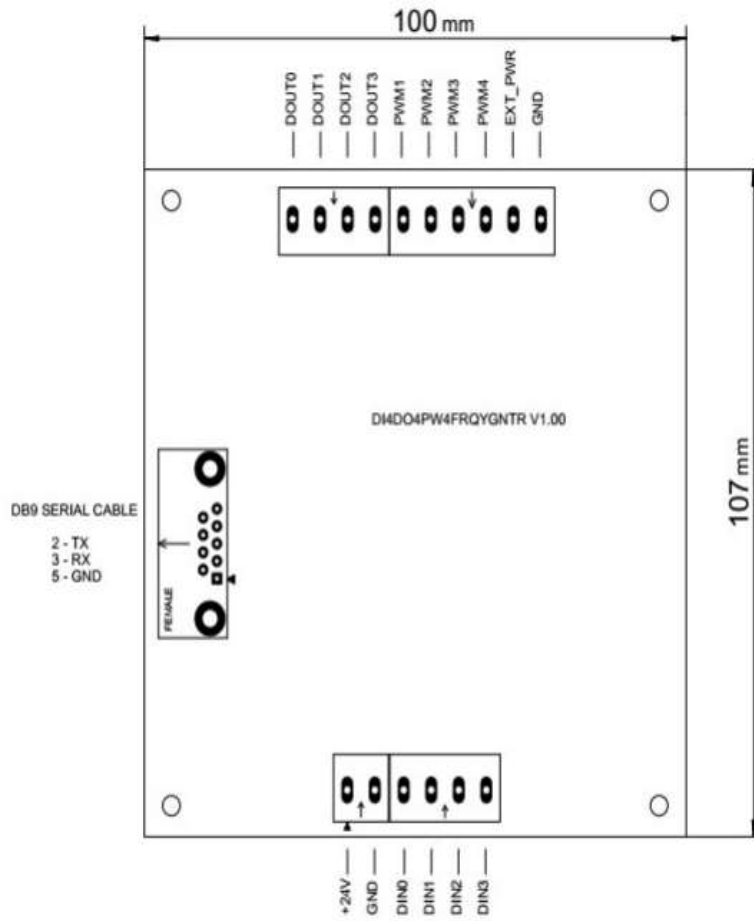 100 mm
DOUT0
DOUT1
DOUT2
DOUT3
PWM1
PWM2
PWM3
PWM4
EXT_PWR
GND
DI4DO4PW4FRQYGNTR V1.00
107 mm
DB9 SERIAL CABLE
2 - TX
3 - RX
5 - GND
FEMALE
+24V
GND
DIN0
DIN1
DIN2
DIN3